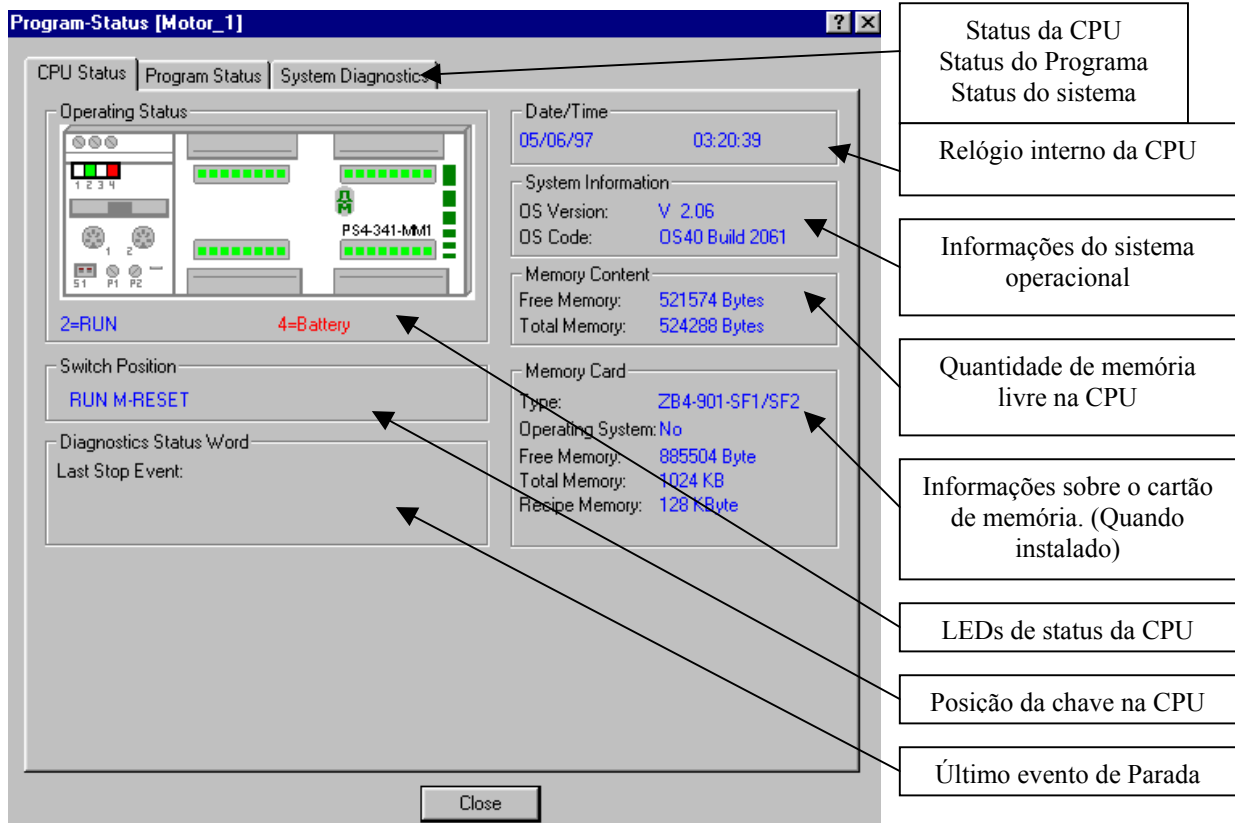 Program-Status [Motor_1]
CPU Status
Program Status
System Diagnostics
Operating Status
1 2 3 4
PS4-341-MM1
1
2
S1 P1 P2
2=RUN
4=Battery
Switch Position
RUN M-RESET
Diagnostics Status Word
Last Stop Event:
Date/Time
05/06/97 03:20:39
System Information
OS Version: V 2.06
OS Code: OS40 Build 2061
Memory Content
Free Memory: 521574 Bytes
Total Memory: 524288 Bytes
Memory Card
Type: ZB4-901-SF1/SF2
Operating System: No
Free Memory: 885504 Byte
Total Memory: 1024 KB
Recipe Memory: 128 KByte
Close
Status da CPU
Status do Programa
Status do sistema
Relógio interno da CPU
Informações do sistema
operacional
Quantidade de memória
livre na CPU
Informações sobre o cartão
de memória. (Quando
instalado)
LEDs de status da CPU
Posição da chave na CPU
Último evento de Parada